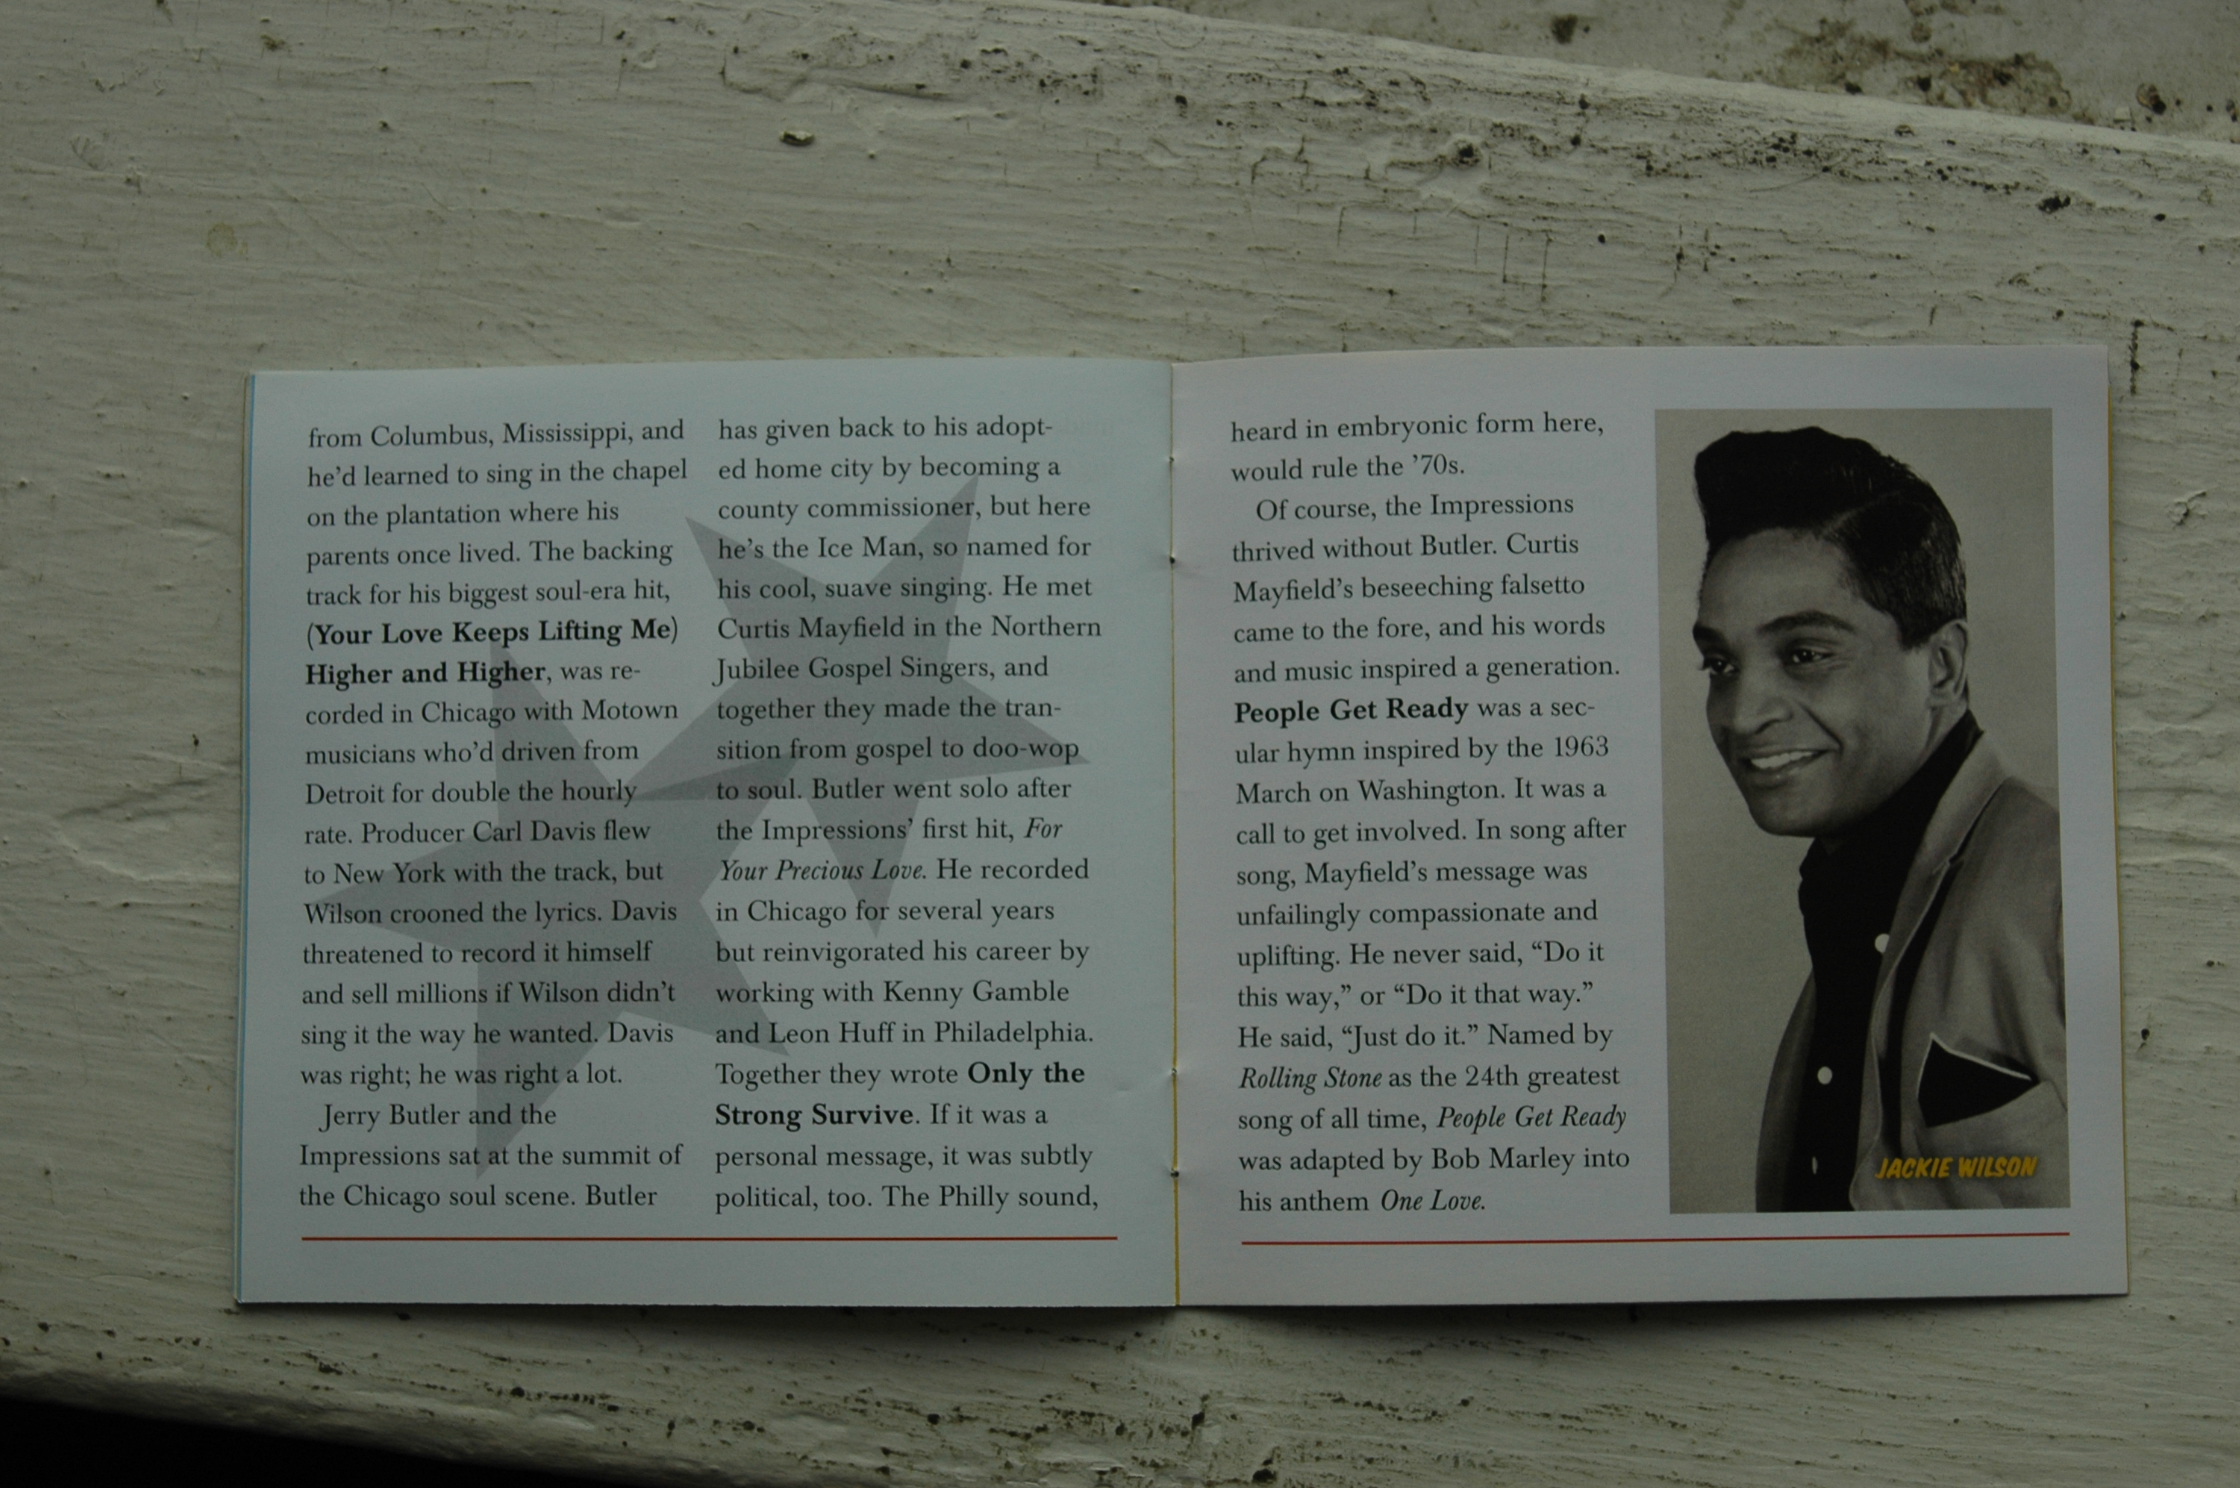 from Columbus, Mississippi, and
he'd learned to sing in the chapel
on the plantation where his
parents once lived. The backing
track for his biggest soul-era hit,
(Your Love Keeps Lifting Me)
Higher and Higher, was re-
corded in Chicago with Motown
musicians who'd driven from
Detroit for double the hourly
rate. Producer Carl Davis flew
to New York with the track, but
Wilson crooned the lyrics. Davis
threatened to record it himself
and sell millions if Wilson didn't
sing it the way he wanted. Davis
was right; he was right a lot.
Jerry Butler and the
Impressions sat at the summit of
the Chicago soul scene. Butler
has given back to his adopt-
ed home city by becoming a
county commissioner, but here
he's the Ice Man, so named for
his cool, suave singing. He met
Curtis Mayfield in the Northern
Jubilee Gospel Singers, and
together they made the tran-
sition from gospel to doo-wop
to soul. Butler went solo after
the Impressions' first hit, For
Your Precious Love. He recorded
in Chicago for several years
but reinvigorated his career by
working with Kenny Gamble
and Leon Huff in Philadelphia.
Together they wrote Only the
Strong Survive. If it was a
personal message, it was subtly
political, too. The Philly sound,
heard in embryonic form here,
would rule the '70s.
Of course, the Impressions
thrived without Butler. Curtis
Mayfield's beseeching falsetto
came to the fore, and his words
and music inspired a generation.
People Get Ready was a sec-
ular hymn inspired by the 1963
March on Washington. It was a
call to get involved. In song after
song, Mayfield's message was
unfailingly compassionate and
uplifting. He never said, “Do it
this way,” or “Do it that way.”
He said, “Just do it.” Named by
Rolling Stone as the 24th greatest
song of all time, People Get Ready
was adapted by Bob Marley into
his anthem One Love.
JACKIE WILSON